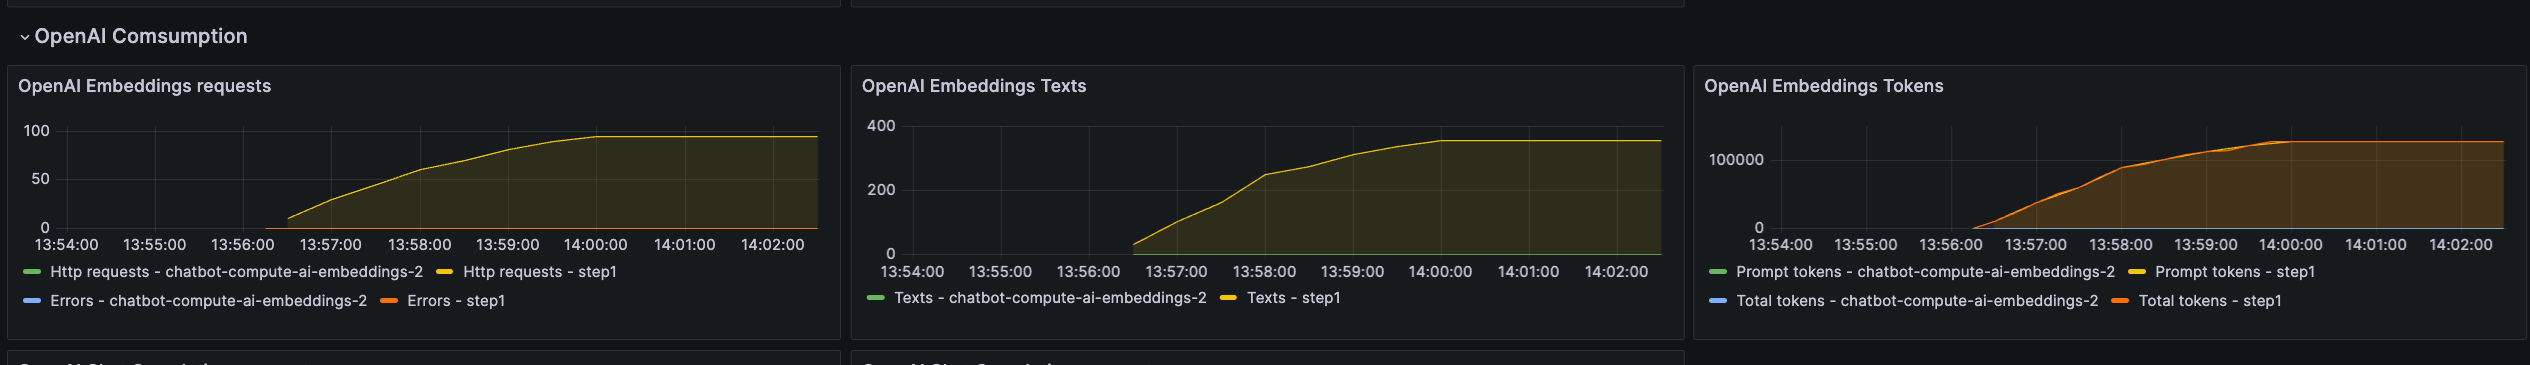 OpenAI Comsumption
OpenAI Embeddings requests
100
50
0
13:54:00 13:55:00 13:56:00 13:57:00 13:58:00 13:59:00 14:00:00 14:01:00 14:02:00
Http requests - chatbot-compute-ai-embeddings-2 Http requests - step1
Errors - chatbot-compute-ai-embeddings-2 Errors - step1
OpenAI Embeddings Texts
400
200
0
13:54:00 13:55:00 13:56:00 13:57:00 13:58:00 13:59:00 14:00:00 14:01:00 14:02:00
Texts - chatbot-compute-ai-embeddings-2 Texts - step1
OpenAI Embeddings Tokens
100000
0
13:54:00 13:55:00 13:56:00 13:57:00 13:58:00 13:59:00 14:00:00 14:01:00 14:02:00
Prompt tokens - chatbot-compute-ai-embeddings-2 Prompt tokens - step1
Total tokens - chatbot-compute-ai-embeddings-2 Total tokens - step1